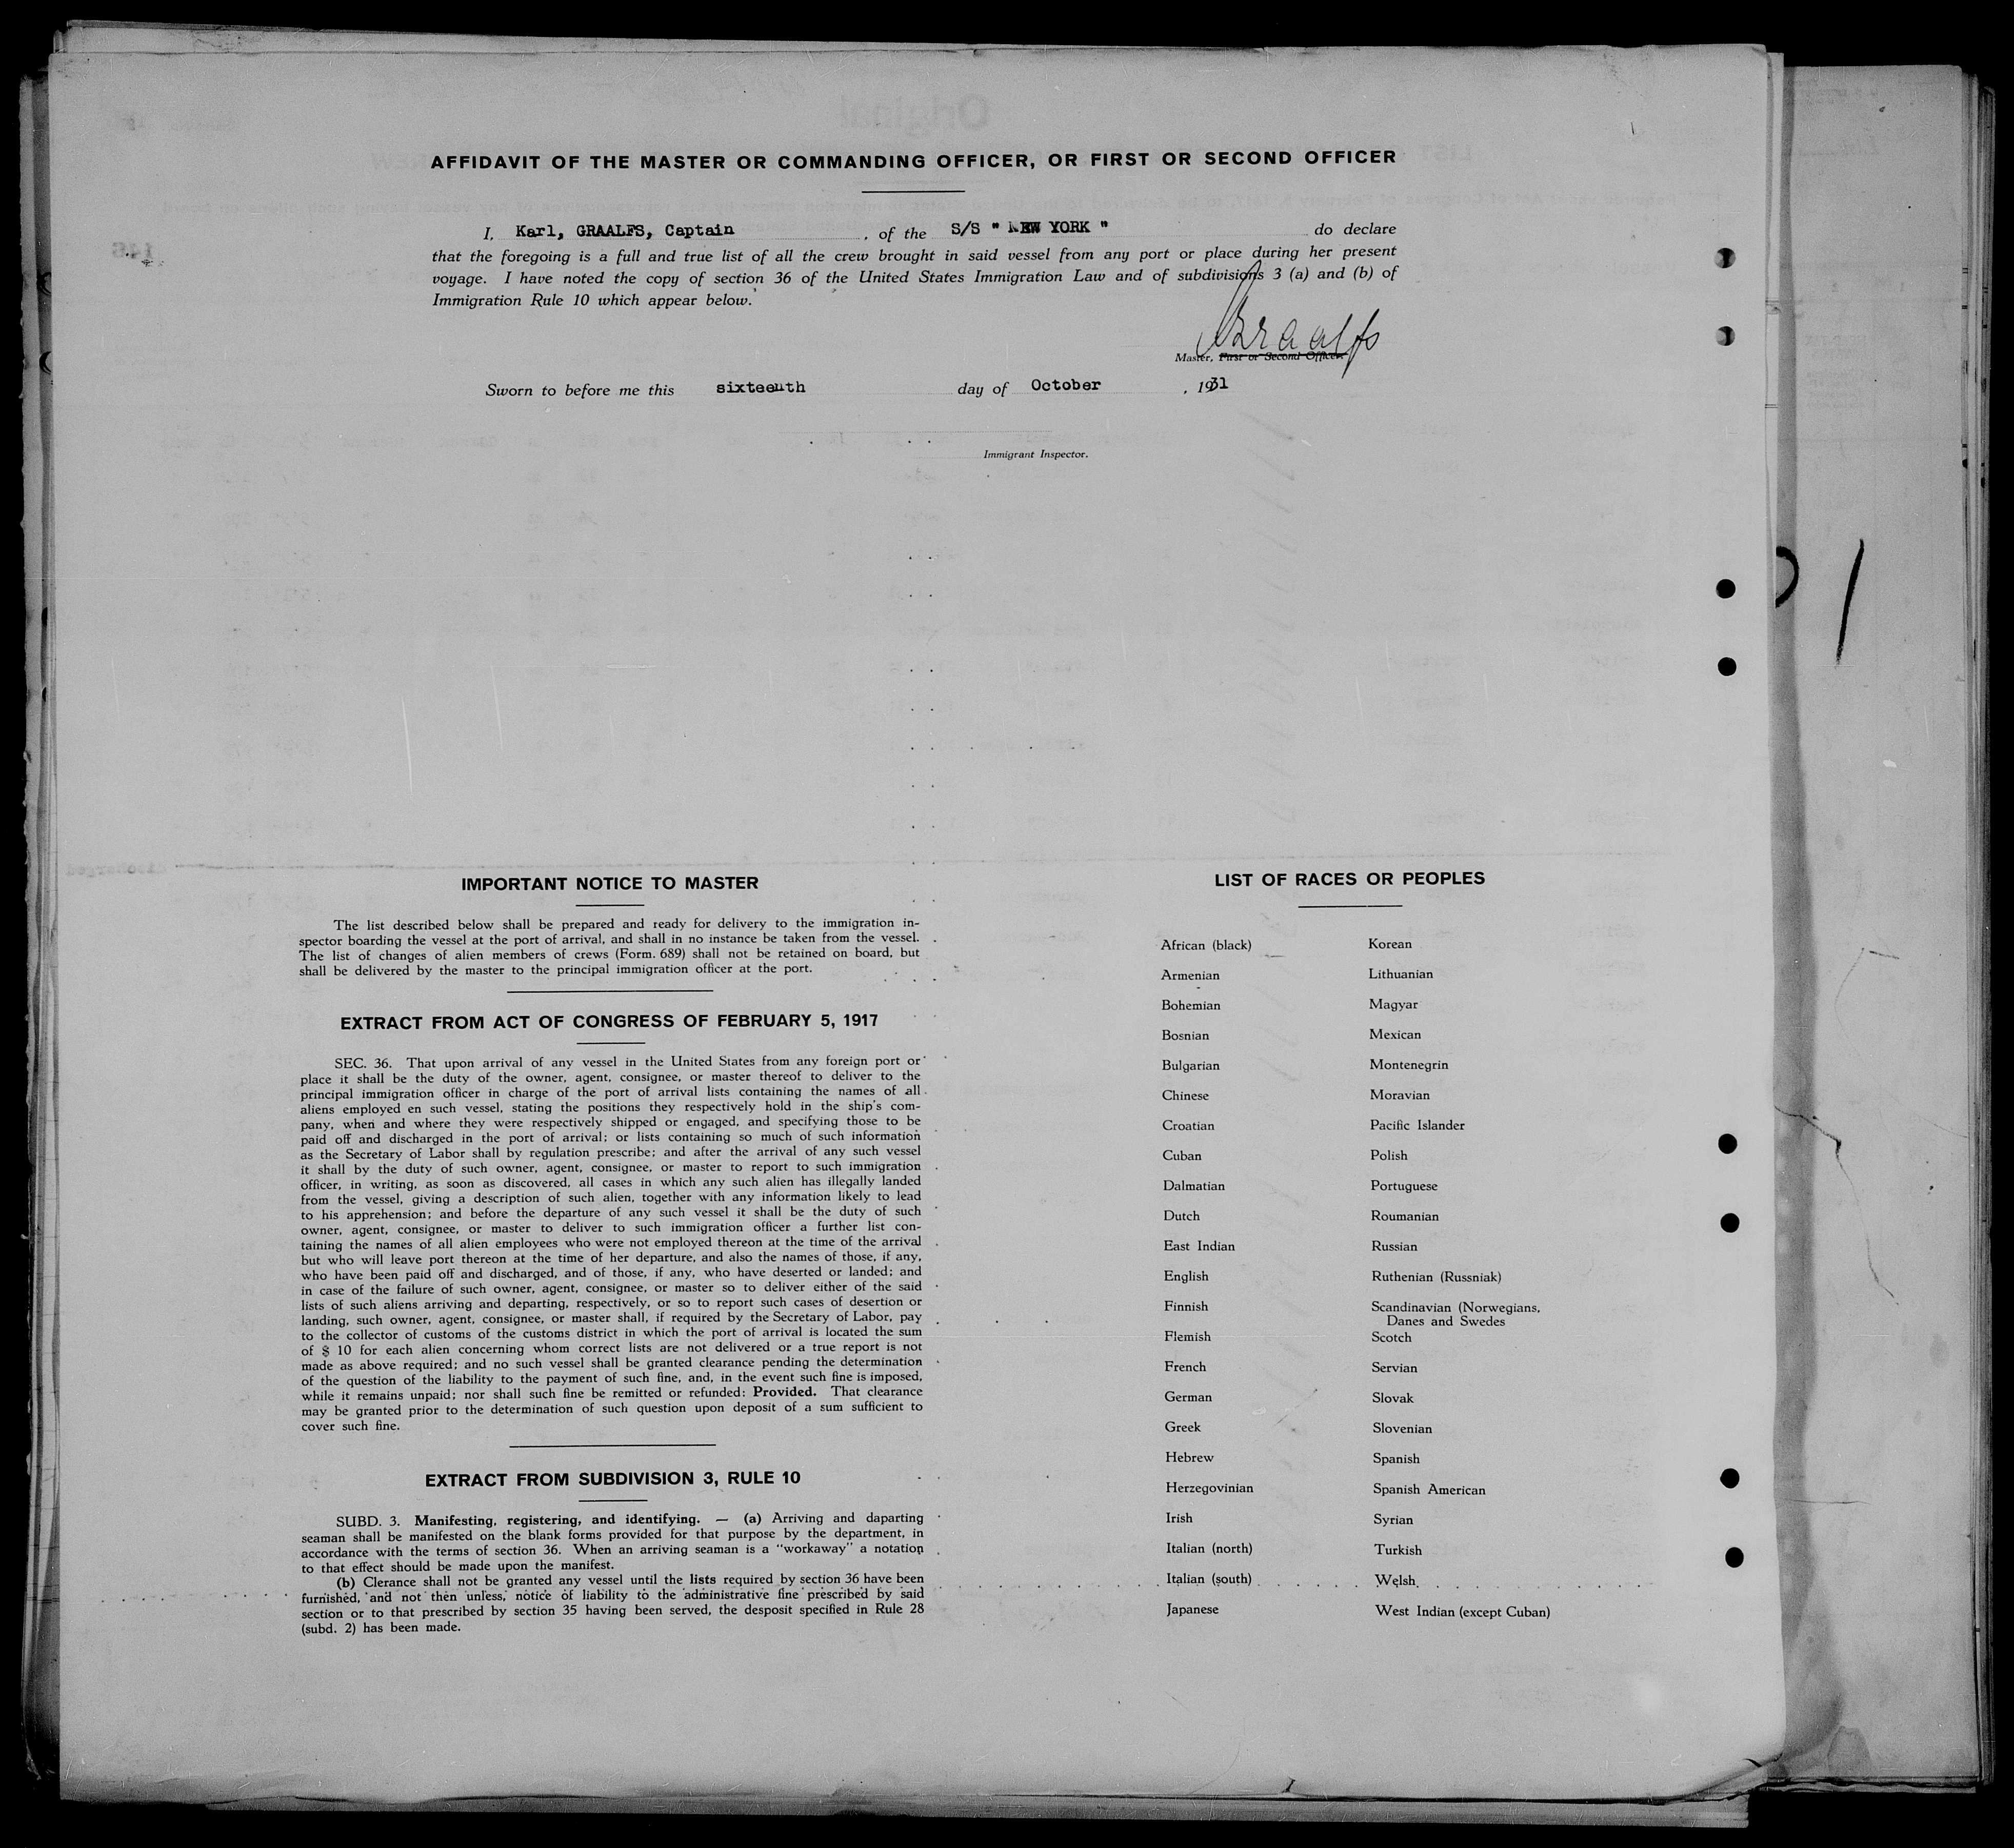 AFFIDAVIT OF THE MASTER OR COMMANDING OFFICER, OR FIRST OR SECOND OFFICER
I, Karl, GRAALFS, Captain , of the S/S " NEW YORK " do declare
that the foregoing is a full and true list of all the crew brought in said vessel from any port or place during her present
voyage. I have noted the copy of section 36 of the United States Immigration Law and of subdivisions 3 (a) and (b) of
Immigration Rule 10 which appear below.
Graalfs
Master, First or Second Officer.
Sworn to before me this sixteenth day of October , 1931
Immigrant Inspector.
IMPORTANT NOTICE TO MASTER
The list described below shall be prepared and ready for delivery to the immigration in-
spector boarding the vessel at the port of arrival, and shall in no instance be taken from the vessel.
The list of changes of alien members of crews (Form. 689) shall not be retained on board, but
shall be delivered by the master to the principal immigration officer at the port.
EXTRACT FROM ACT OF CONGRESS OF FEBRUARY 5, 1917
SEC. 36. That upon arrival of any vessel in the United States from any foreign port or
place it shall be the duty of the owner, agent, consignee, or master thereof to deliver to the
principal immigration officer in charge of the port of arrival lists containing the names of all
aliens employed en such vessel, stating the positions they respectively hold in the ship's com-
pany, when and where they were respectively shipped or engaged, and specifying those to be
paid off and discharged in the port of arrival; or lists containing so much of such information
as the Secretary of Labor shall by regulation prescribe; and after the arrival of any such vessel
it shall by the duty of such owner, agent, consignee, or master to report to such immigration
officer, in writing, as soon as discovered, all cases in which any such alien has illegally landed
from the vessel, giving a description of such alien, together with any information likely to lead
to his apprehension; and before the departure of any such vessel it shall be the duty of such
owner, agent, consignee, or master to deliver to such immigration officer a further list con-
taining the names of all alien employees who were not employed thereon at the time of the arrival
but who will leave port thereon at the time of her departure, and also the names of those, if any,
who have been paid off and discharged, and of those, if any, who have deserted or landed; and
in case of the failure of such owner, agent, consignee, or master so to deliver either of the said
lists of such aliens arriving and departing, respectively, or so to report such cases of desertion or
landing, such owner, agent, consignee, or master shall, if required by the Secretary of Labor, pay
to the collector of customs of the customs district in which the port of arrival is located the sum
of $ 10 for each alien concerning whom correct lists are not delivered or a true report is not
made as above required; and no such vessel shall be granted clearance pending the determination
of the question of the liability to the payment of such fine, and, in the event such fine is imposed,
while it remains unpaid; nor shall such fine be remitted or refunded: Provided. That clearance
may be granted prior to the determination of such question upon deposit of a sum sufficient to
cover such fine.
EXTRACT FROM SUBDIVISION 3, RULE 10
SUBD. 3. Manifesting, registering, and identifying. — (a) Arriving and daparting
seaman shall be manifested on the blank forms provided for that purpose by the department, in
accordance with the terms of section 36. When an arriving seaman is a "workaway" a notation
to that effect should be made upon the manifest.
(b) Clerance shall not be granted any vessel until the lists required by section 36 have been
furnished, and not then unless, notice of liability to the administrative fine prescribed by said
section or to that prescribed by section 35 having been served, the desposit specified in Rule 28
(subd. 2) has been made.
LIST OF RACES OR PEOPLES
African (black)
Armenian
Bohemian
Bosnian
Bulgarian
Chinese
Croatian
Cuban
Dalmatian
Dutch
East Indian
English
Finnish
Flemish
French
German
Greek
Hebrew
Herzegovinian
Irish
Italian (north)
Italian (south)
Japanese
Korean
Lithuanian
Magyar
Mexican
Montenegrin
Moravian
Pacific Islander
Polish
Portuguese
Roumanian
Russian
Ruthenian (Russniak)
Scandinavian (Norwegians,
Danes and Swedes
Scotch
Servian
Slovak
Slovenian
Spanish
Spanish American
Syrian
Turkish
Welsh
West Indian (except Cuban)